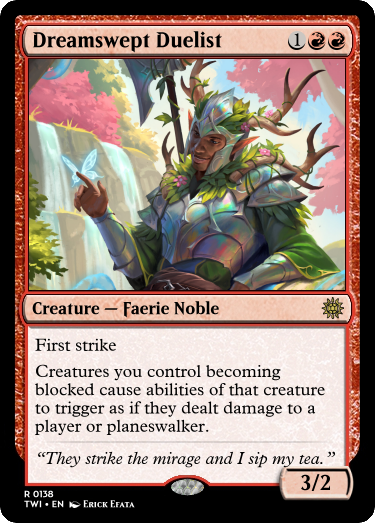 Dreamswept Duelist 1
Creature — Faerie Noble
First strike
Creatures you control becoming
blocked cause abilities of that creature
to trigger as if they dealt damage to a
player or planeswalker.
“They strike the mirage and I sip my tea.”
3/2
R 0138
TWI • EN Erick Efata